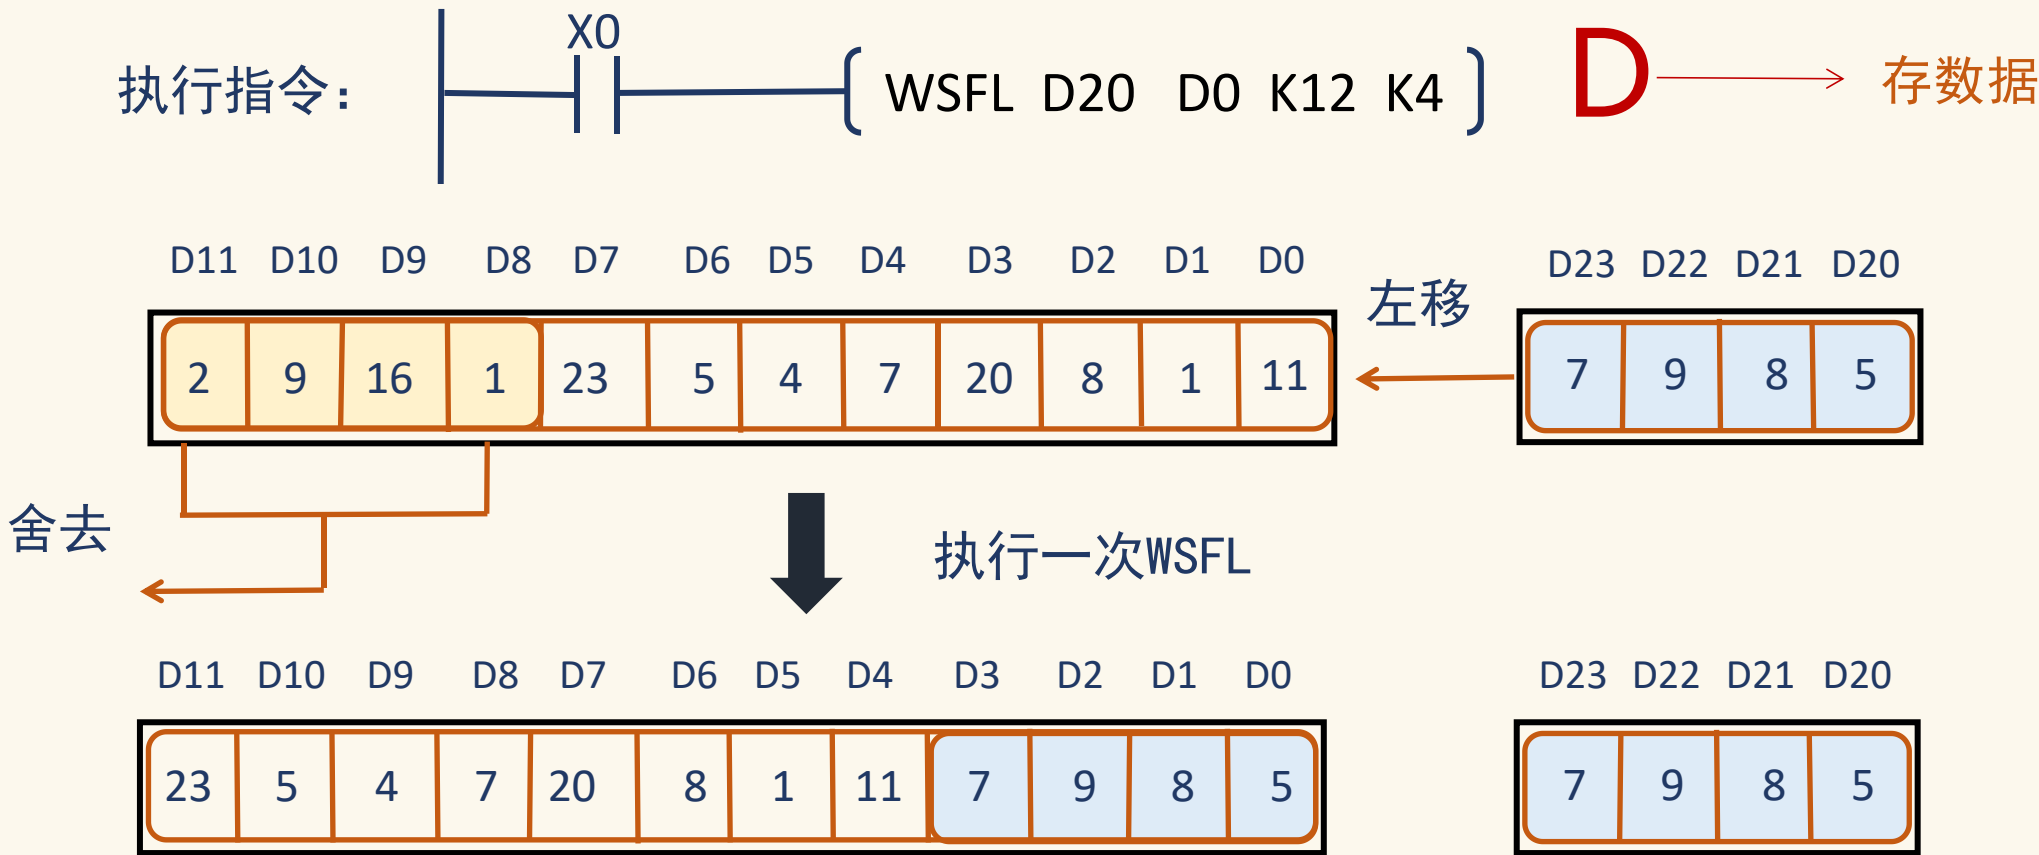 X0
执行指令: WSFL D20 D0 K12 K4 D 存数据
D11 D10 D9 D8 D7 D6 D5 D4 D3 D2 D1 D0 D23 D22 D21 D20
左移
2 9 16 1 23 5 4 7 20 8 1 11 7 9 8 5
舍去
执行一次WSFL
D11 D10 D9 D8 D7 D6 D5 D4 D3 D2 D1 D0 D23 D22 D21 D20
23 5 4 7 20 8 1 11 7 9 8 5 7 9 8 5